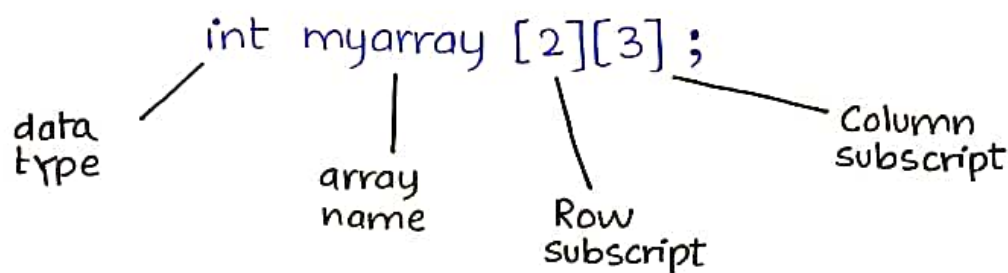 int myarray [2][3] ;
data
type
array
name
Row
subscript
Column
subscript